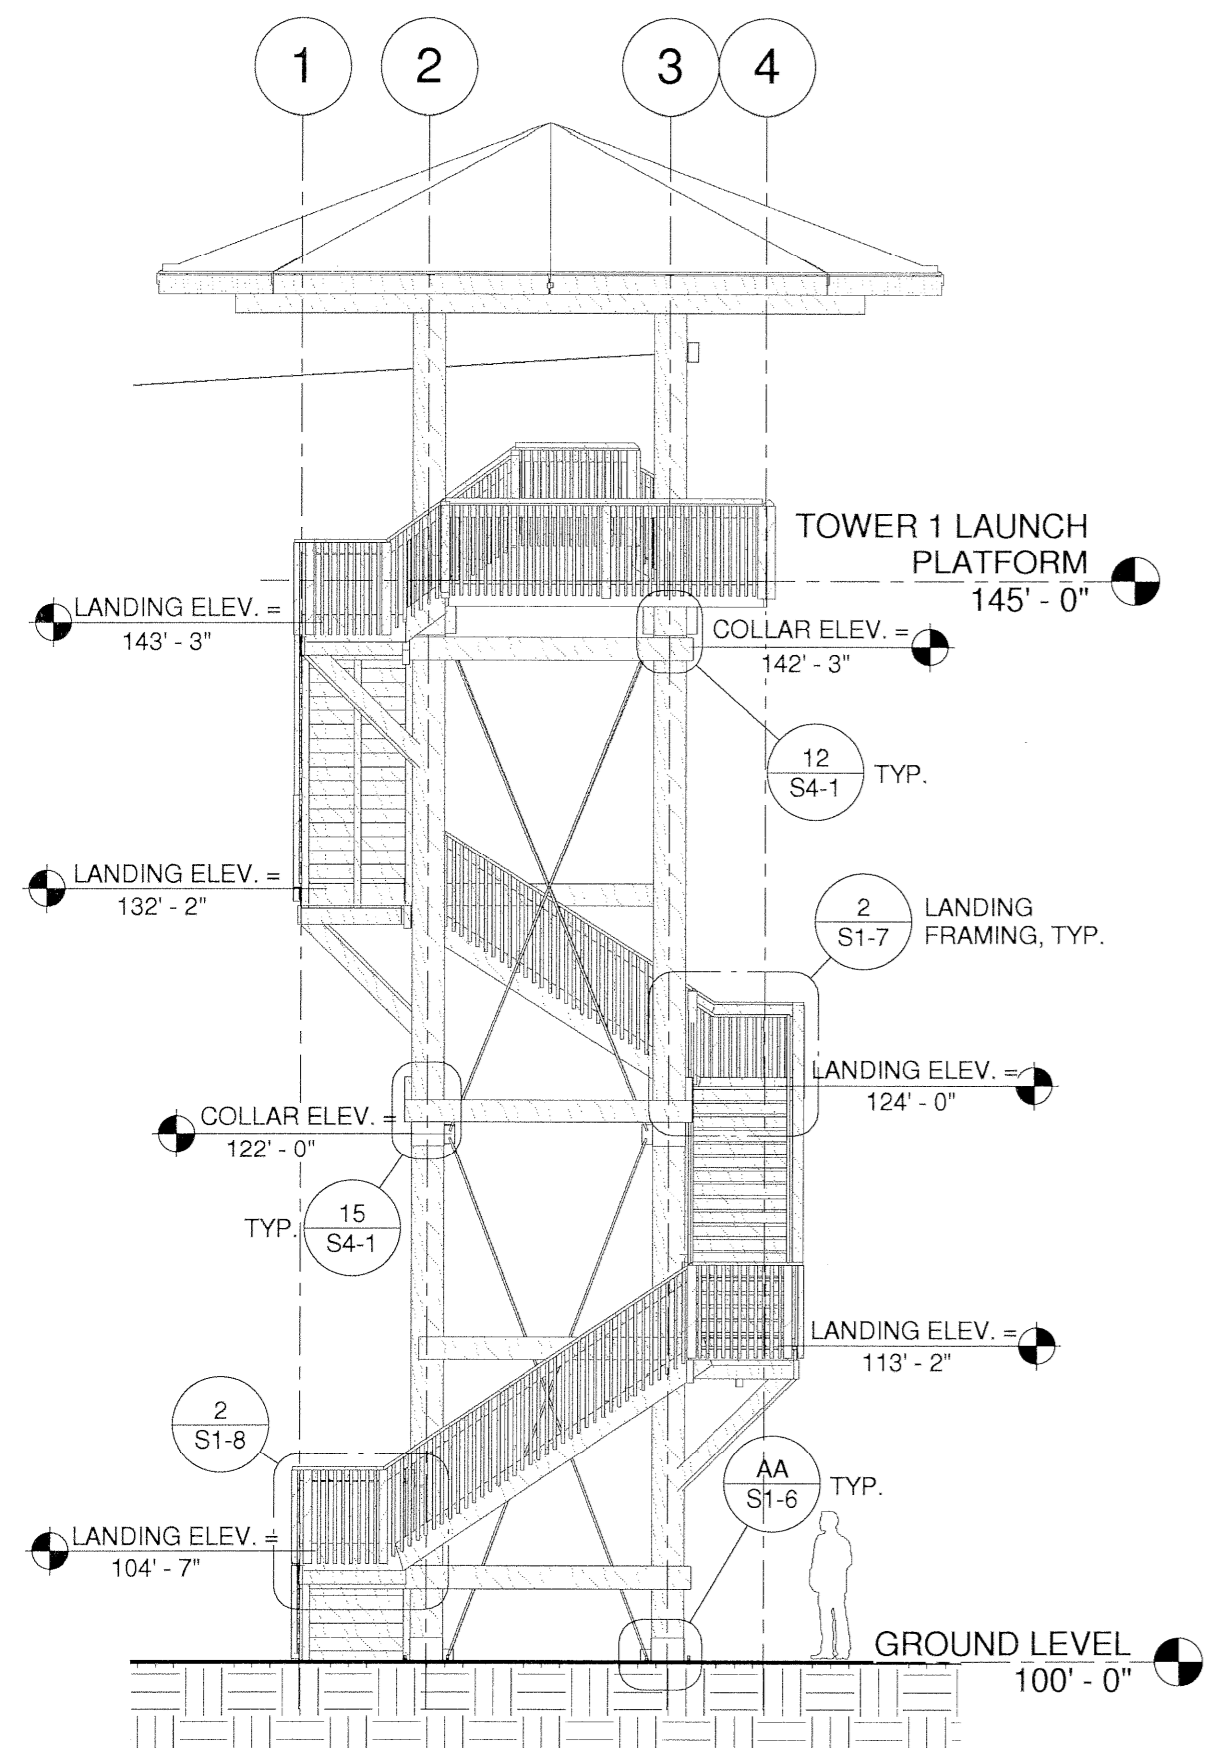 1
2
3
4
TOWER 1 LAUNCH
PLATFORM
145' - 0"
LANDING ELEV. =
143' - 3"
COLLAR ELEV. =
142' - 3"
12
S4-1
TYP.
LANDING ELEV. =
132' - 2"
2
S1-7
LANDING
FRAMING, TYP.
LANDING ELEV. =
124' - 0"
COLLAR ELEV. =
122' - 0"
TYP.
15
S4-1
LANDING ELEV. =
113' - 2"
2
S1-8
AA
S1-6
TYP.
LANDING ELEV. =
104' - 7"
GROUND LEVEL
100' - 0"